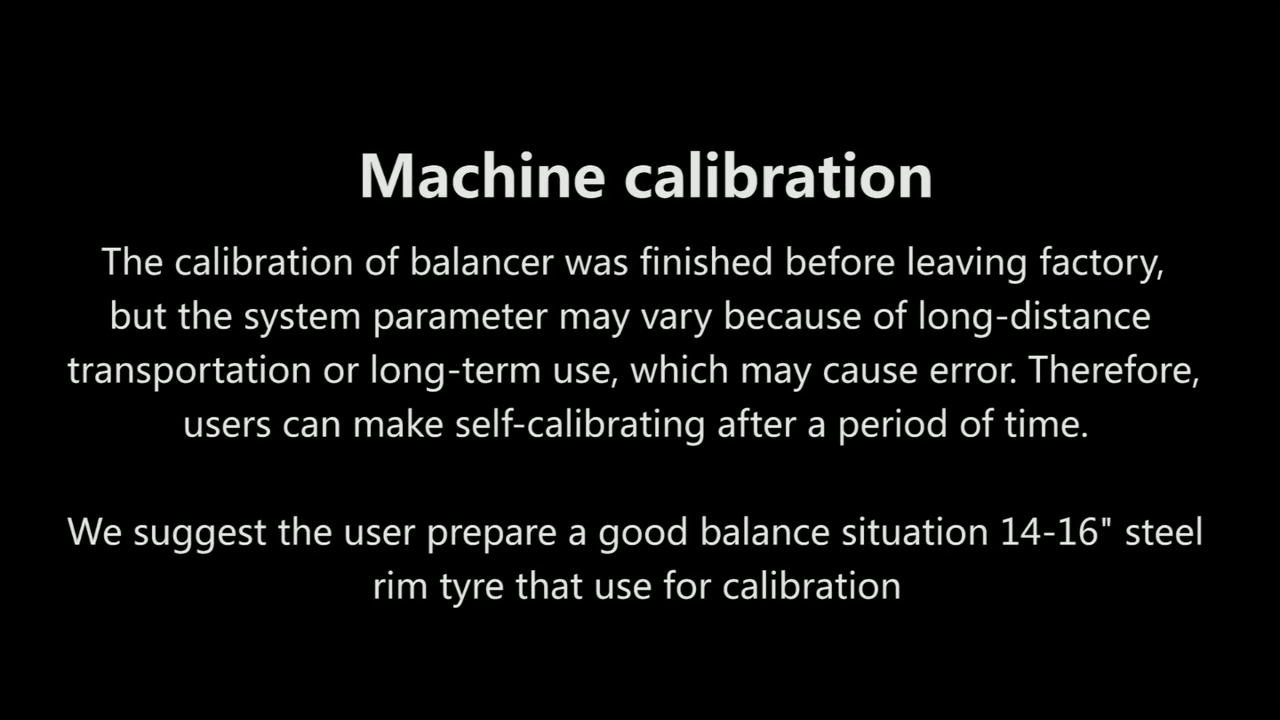 Machine calibration
The calibration of balancer was finished before leaving factory,
but the system parameter may vary because of long-distance
transportation or long-term use, which may cause error. Therefore,
users can make self-calibrating after a period of time.
We suggest the user prepare a good balance situation 14-16" steel
rim tyre that use for calibration